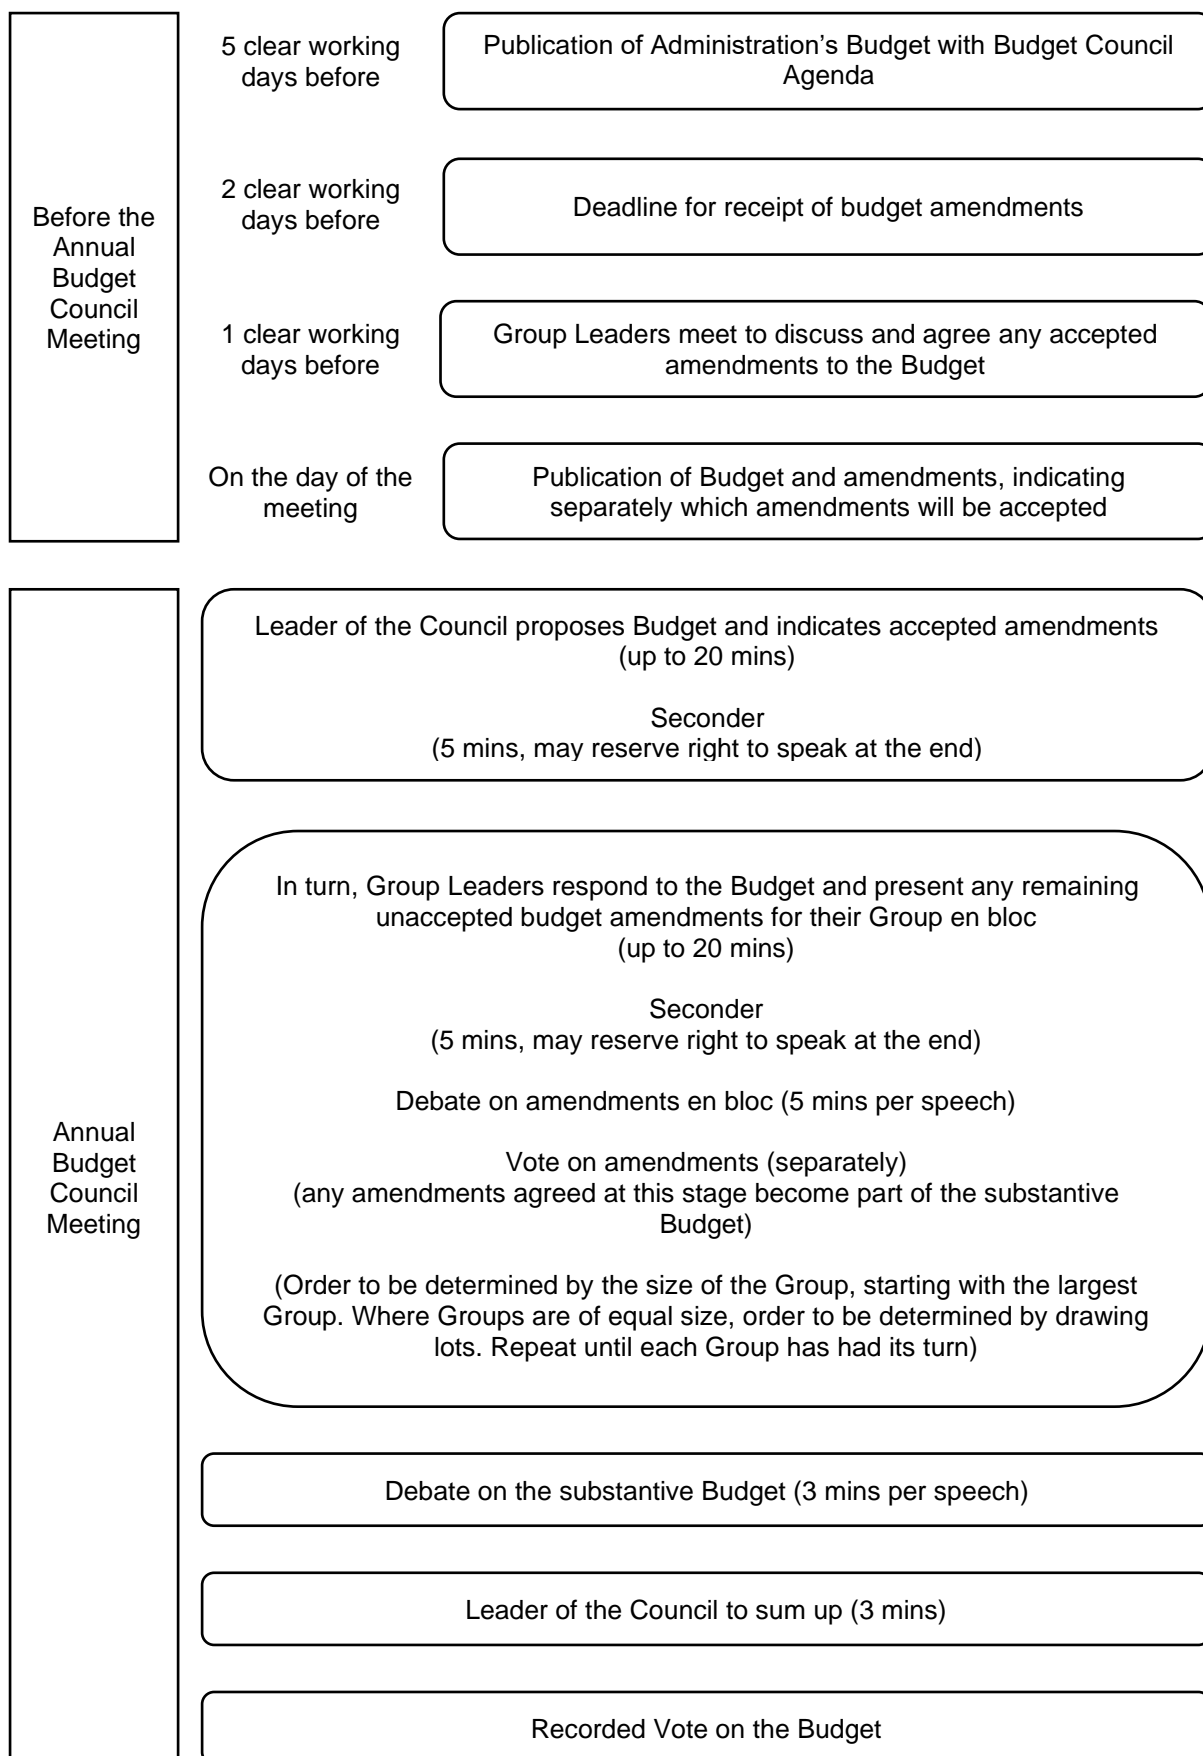 Before the
Annual
Budget
Council
Meeting
5 clear working
days before
Publication of Administration’s Budget with Budget Council
Agenda
2 clear working
days before
Deadline for receipt of budget amendments
1 clear working
days before
Group Leaders meet to discuss and agree any accepted
amendments to the Budget
On the day of the
meeting
Publication of Budget and amendments, indicating
separately which amendments will be accepted
Annual
Budget
Council
Meeting
Leader of the Council proposes Budget and indicates accepted amendments
(up to 20 mins)
Seconder
(5 mins, may reserve right to speak at the end)
In turn, Group Leaders respond to the Budget and present any remaining
unaccepted budget amendments for their Group en bloc
(up to 20 mins)
Seconder
(5 mins, may reserve right to speak at the end)
Debate on amendments en bloc (5 mins per speech)
Vote on amendments (separately)
(any amendments agreed at this stage become part of the substantive
Budget)
(Order to be determined by the size of the Group, starting with the largest
Group. Where Groups are of equal size, order to be determined by drawing
lots. Repeat until each Group has had its turn)
Debate on the substantive Budget (3 mins per speech)
Leader of the Council to sum up (3 mins)
Recorded Vote on the Budget